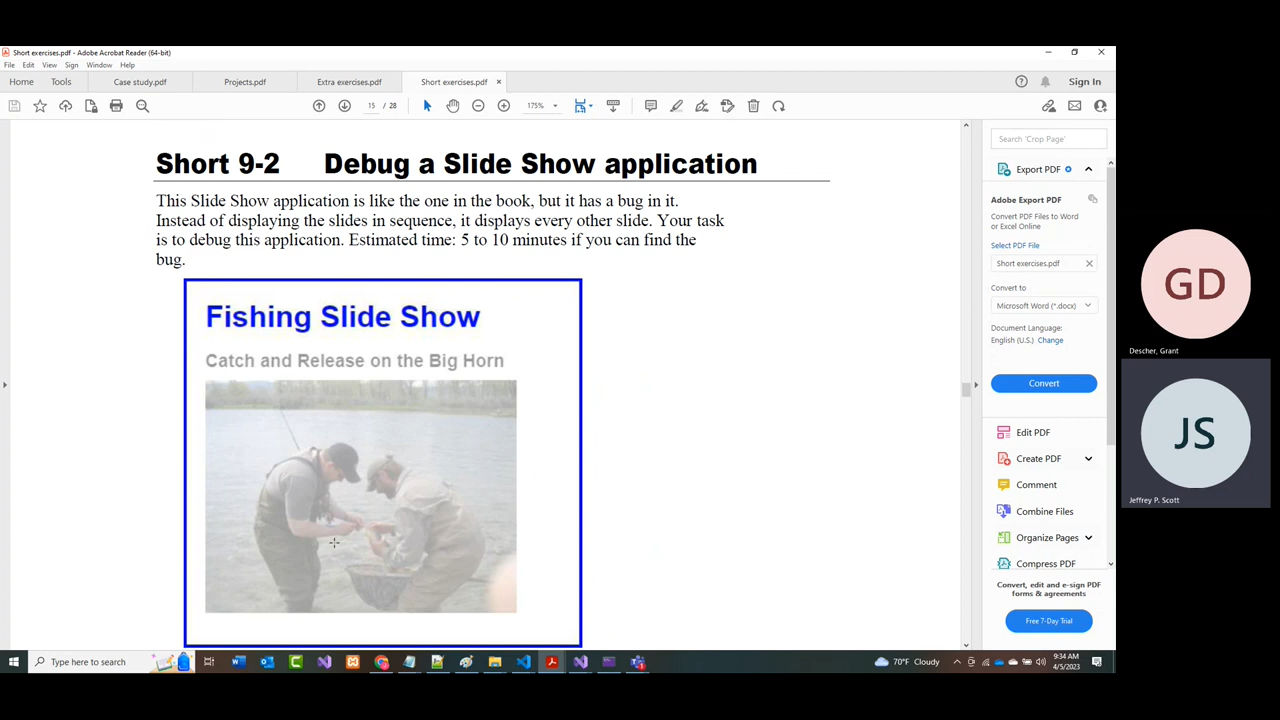 Short exercises.pdf - Adobe Acrobat Reader (64-bit)
File Edit View Sign Window Help
Home Tools Case study.pdf Projects.pdf Extra exercises.pdf Short exercises.pdf × Sign In
15 / 28 175%
Short 9-2 Debug a Slide Show application
This Slide Show application is like the one in the book, but it has a bug in it.
Instead of displaying the slides in sequence, it displays every other slide. Your task
is to debug this application. Estimated time: 5 to 10 minutes if you can find the
bug.
Fishing Slide Show
Catch and Release on the Big Horn
Search 'Crop Page'
Export PDF
Adobe Export PDF
Convert PDF Files to Word
or Excel Online
Select PDF File
Short exercises.pdf
Convert to
Microsoft Word (*.docx)
Document Language:
English (U.S.) Change
Convert
Edit PDF
Create PDF
Comment
Combine Files
Organize Pages
Compress PDF
Convert, edit and e-sign PDF
forms & agreements
Free 7-Day Trial
GD
Descher, Grant
JS
Jeffrey P. Scott
Type here to search
70°F Cloudy
9:34 AM
4/5/2023